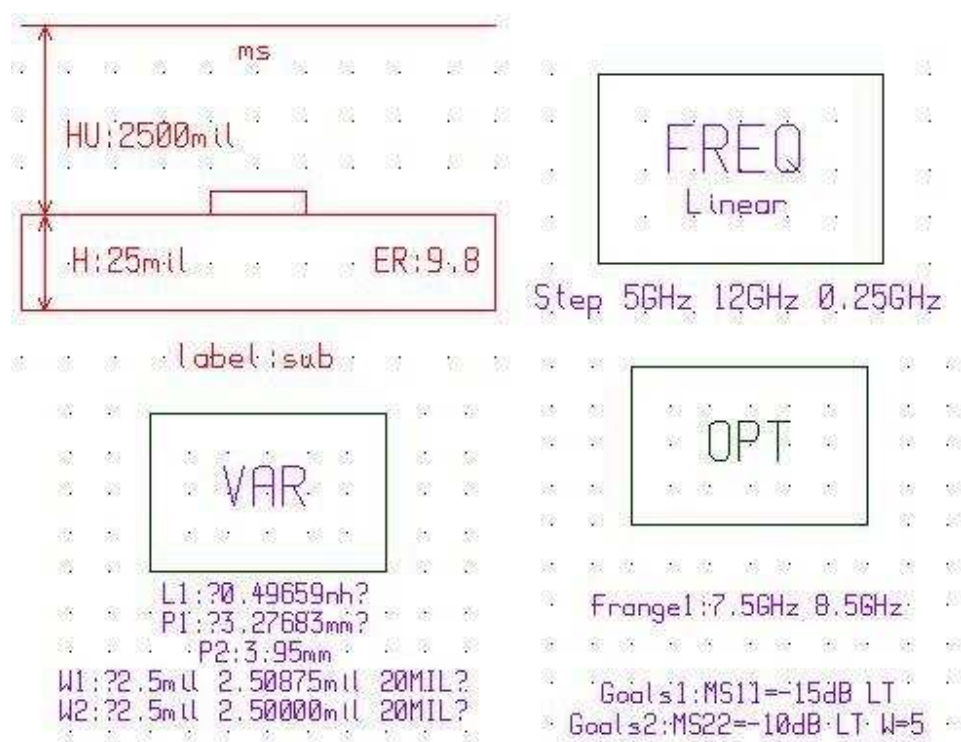 ms
HU:2500mil
H:25mil ER:9.8
label:sub
FREQ
Linear
Step 5GHz 12GHz 0.25GHz
VAR
L1:?0.49659nh?
P1:?3.27683mm?
P2:3.95mm
W1:?2.5mil 2.50875mil 20MIL?
W2:?2.5mil 2.50000mil 20MIL?
OPT
Frange1:7.5GHz 8.5GHz
Goals1:MS11=-15dB LT
Goals2:MS22=-10dB LT W=5